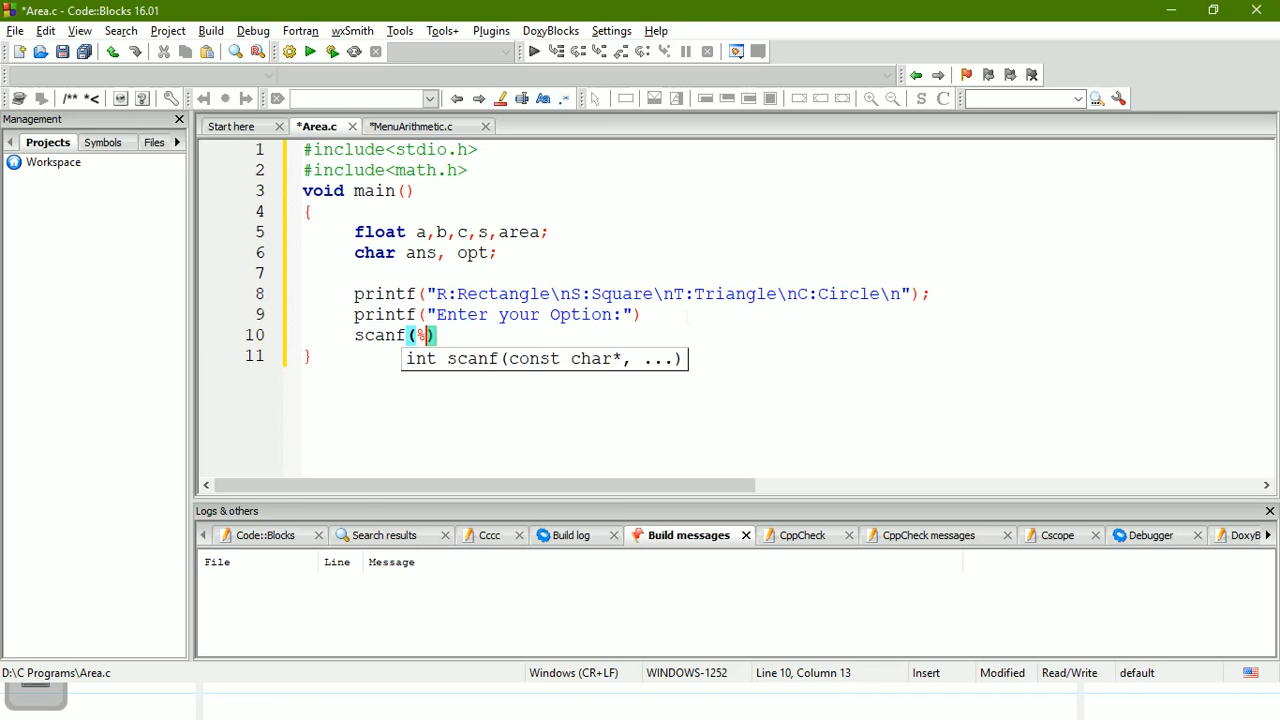 *Area.c - Code::Blocks 16.01
File Edit View Search Project Build Debug Fortran wxSmith Tools Tools+ Plugins DoxyBlocks Settings Help
/** *<
S C
Management
Projects Symbols Files
Workspace
Start here *Area.c *MenuArithmetic.c
1 #include<stdio.h>
2 #include<math.h>
3 void main()
4 {
5 float a,b,c,s,area;
6 char ans, opt;
7
8 printf("R:Rectangle\nS:Square\nT:Triangle\nC:Circle\n");
9 printf("Enter your Option:")
10 scanf(%)
int scanf(const char*, ...)
11 }
Logs & others
Code::Blocks Search results Cccc Build log Build messages CppCheck CppCheck messages Cscope Debugger DoxyB
File Line Message
D:\C Programs\Area.c Windows (CR+LF) WINDOWS-1252 Line 10, Column 13 Insert Modified Read/Write default